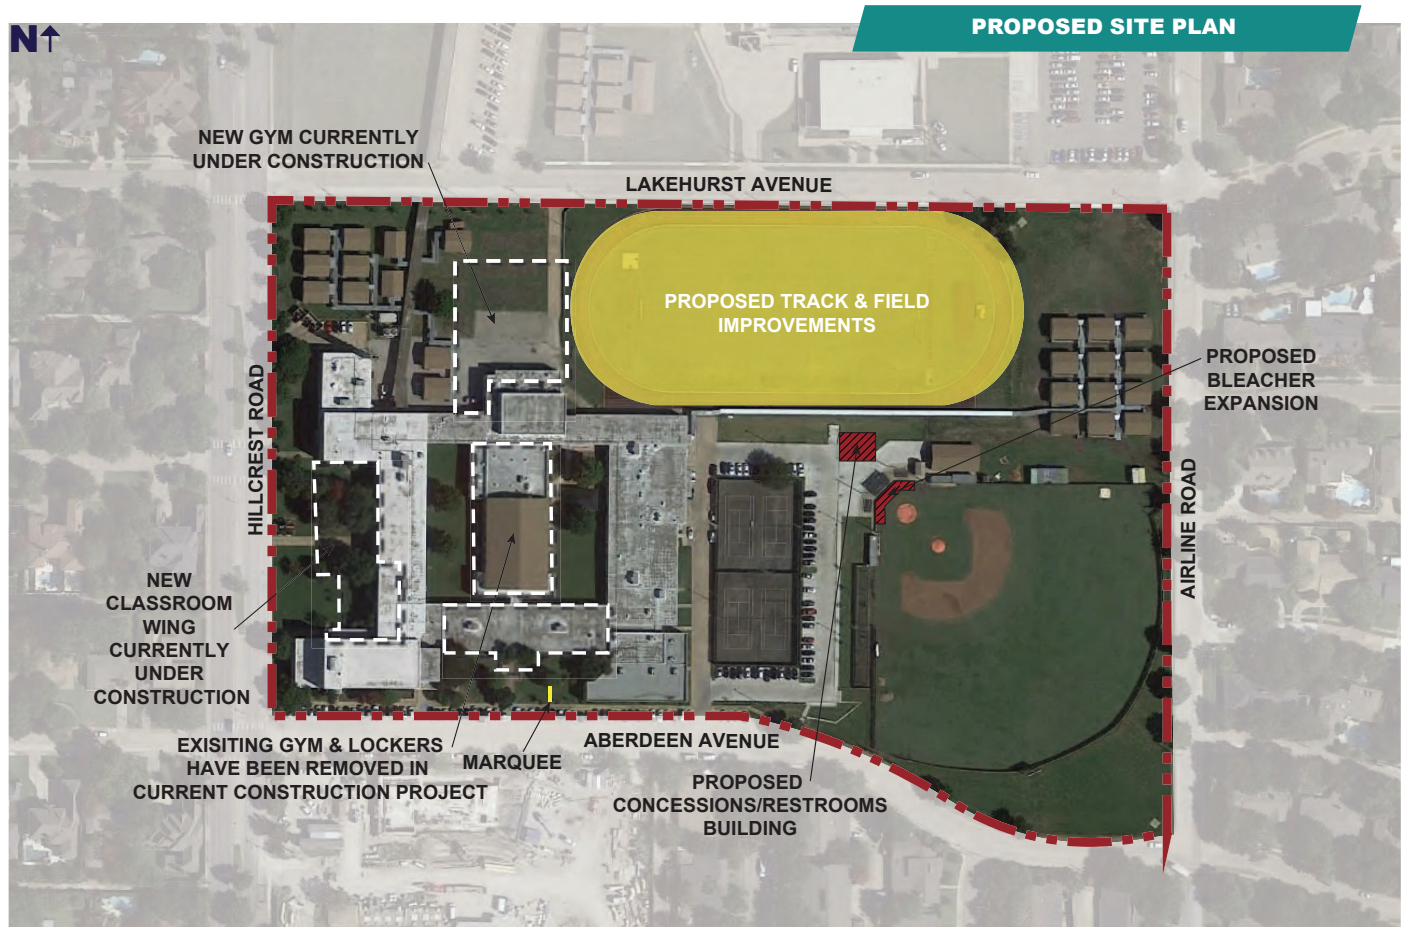 PROPOSED SITE PLAN
N
NEW GYM CURRENTLY
UNDER CONSTRUCTION
LAKEHURST AVENUE
PROPOSED TRACK & FIELD
IMPROVEMENTS
PROPOSED
BLEACHER
EXPANSION
HILLCREST ROAD
AIRLINE ROAD
NEW
CLASSROOM
WING
CURRENTLY
UNDER
CONSTRUCTION
EXISITING GYM & LOCKERS
HAVE BEEN REMOVED IN
CURRENT CONSTRUCTION PROJECT
MARQUEE
ABERDEEN AVENUE
PROPOSED
CONCESSIONS/RESTROOMS
BUILDING